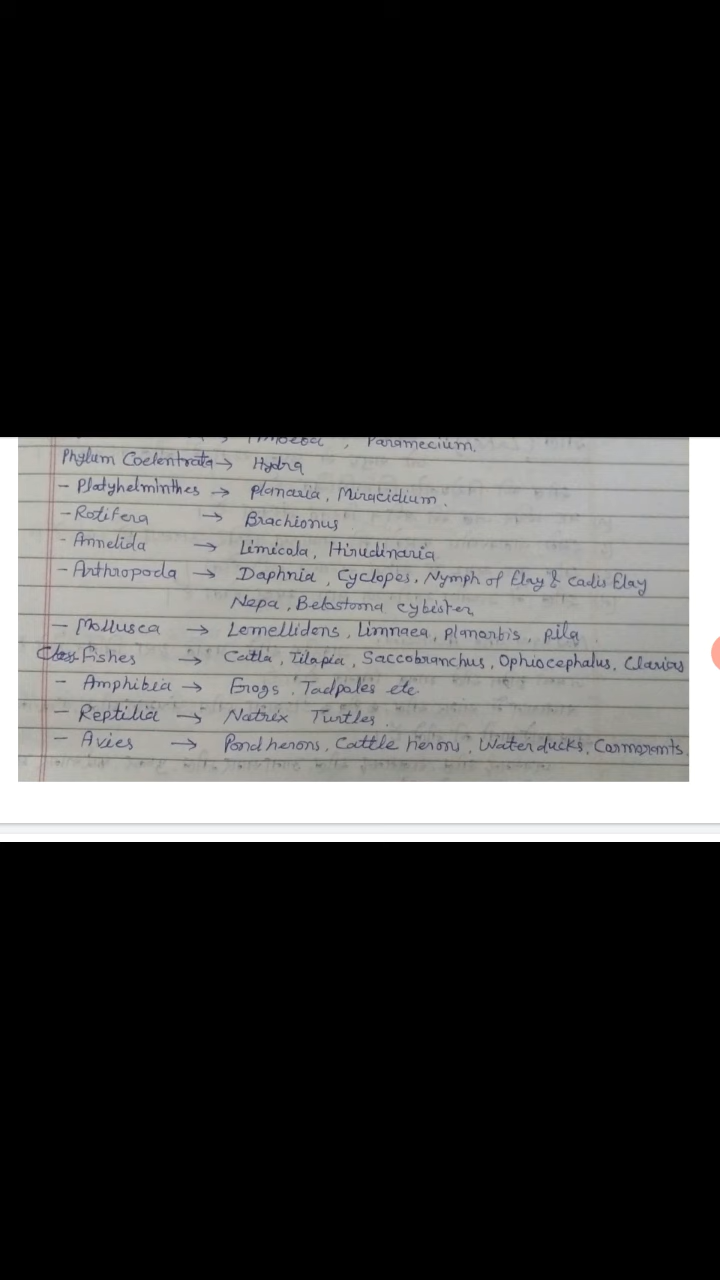 → Amoeba, Paramecium.
Phylum Coelentrata → Hydra
- Platyhelminthes → planaria, Miracidium.
- Rotifera → Brachionus
- Annelida → Limicola, Hirudinaria
- Arthropoda → Daphnia, Cyclopes, Nymph of Flay & cadis Flay
Nepa, Belostoma cybister
- Mollusca → Lemellidens, Limnaea, planorbis, pila
Class Fishes → Catla, Tilapia, Saccobranchus, Ophiocephalus, Clarias
- Amphibia → Frogs, Tadpales etc.
- Reptilia → Natrix Turtles
- Avies → Pond herons, Cattle herons, Water ducks, Cormorants.